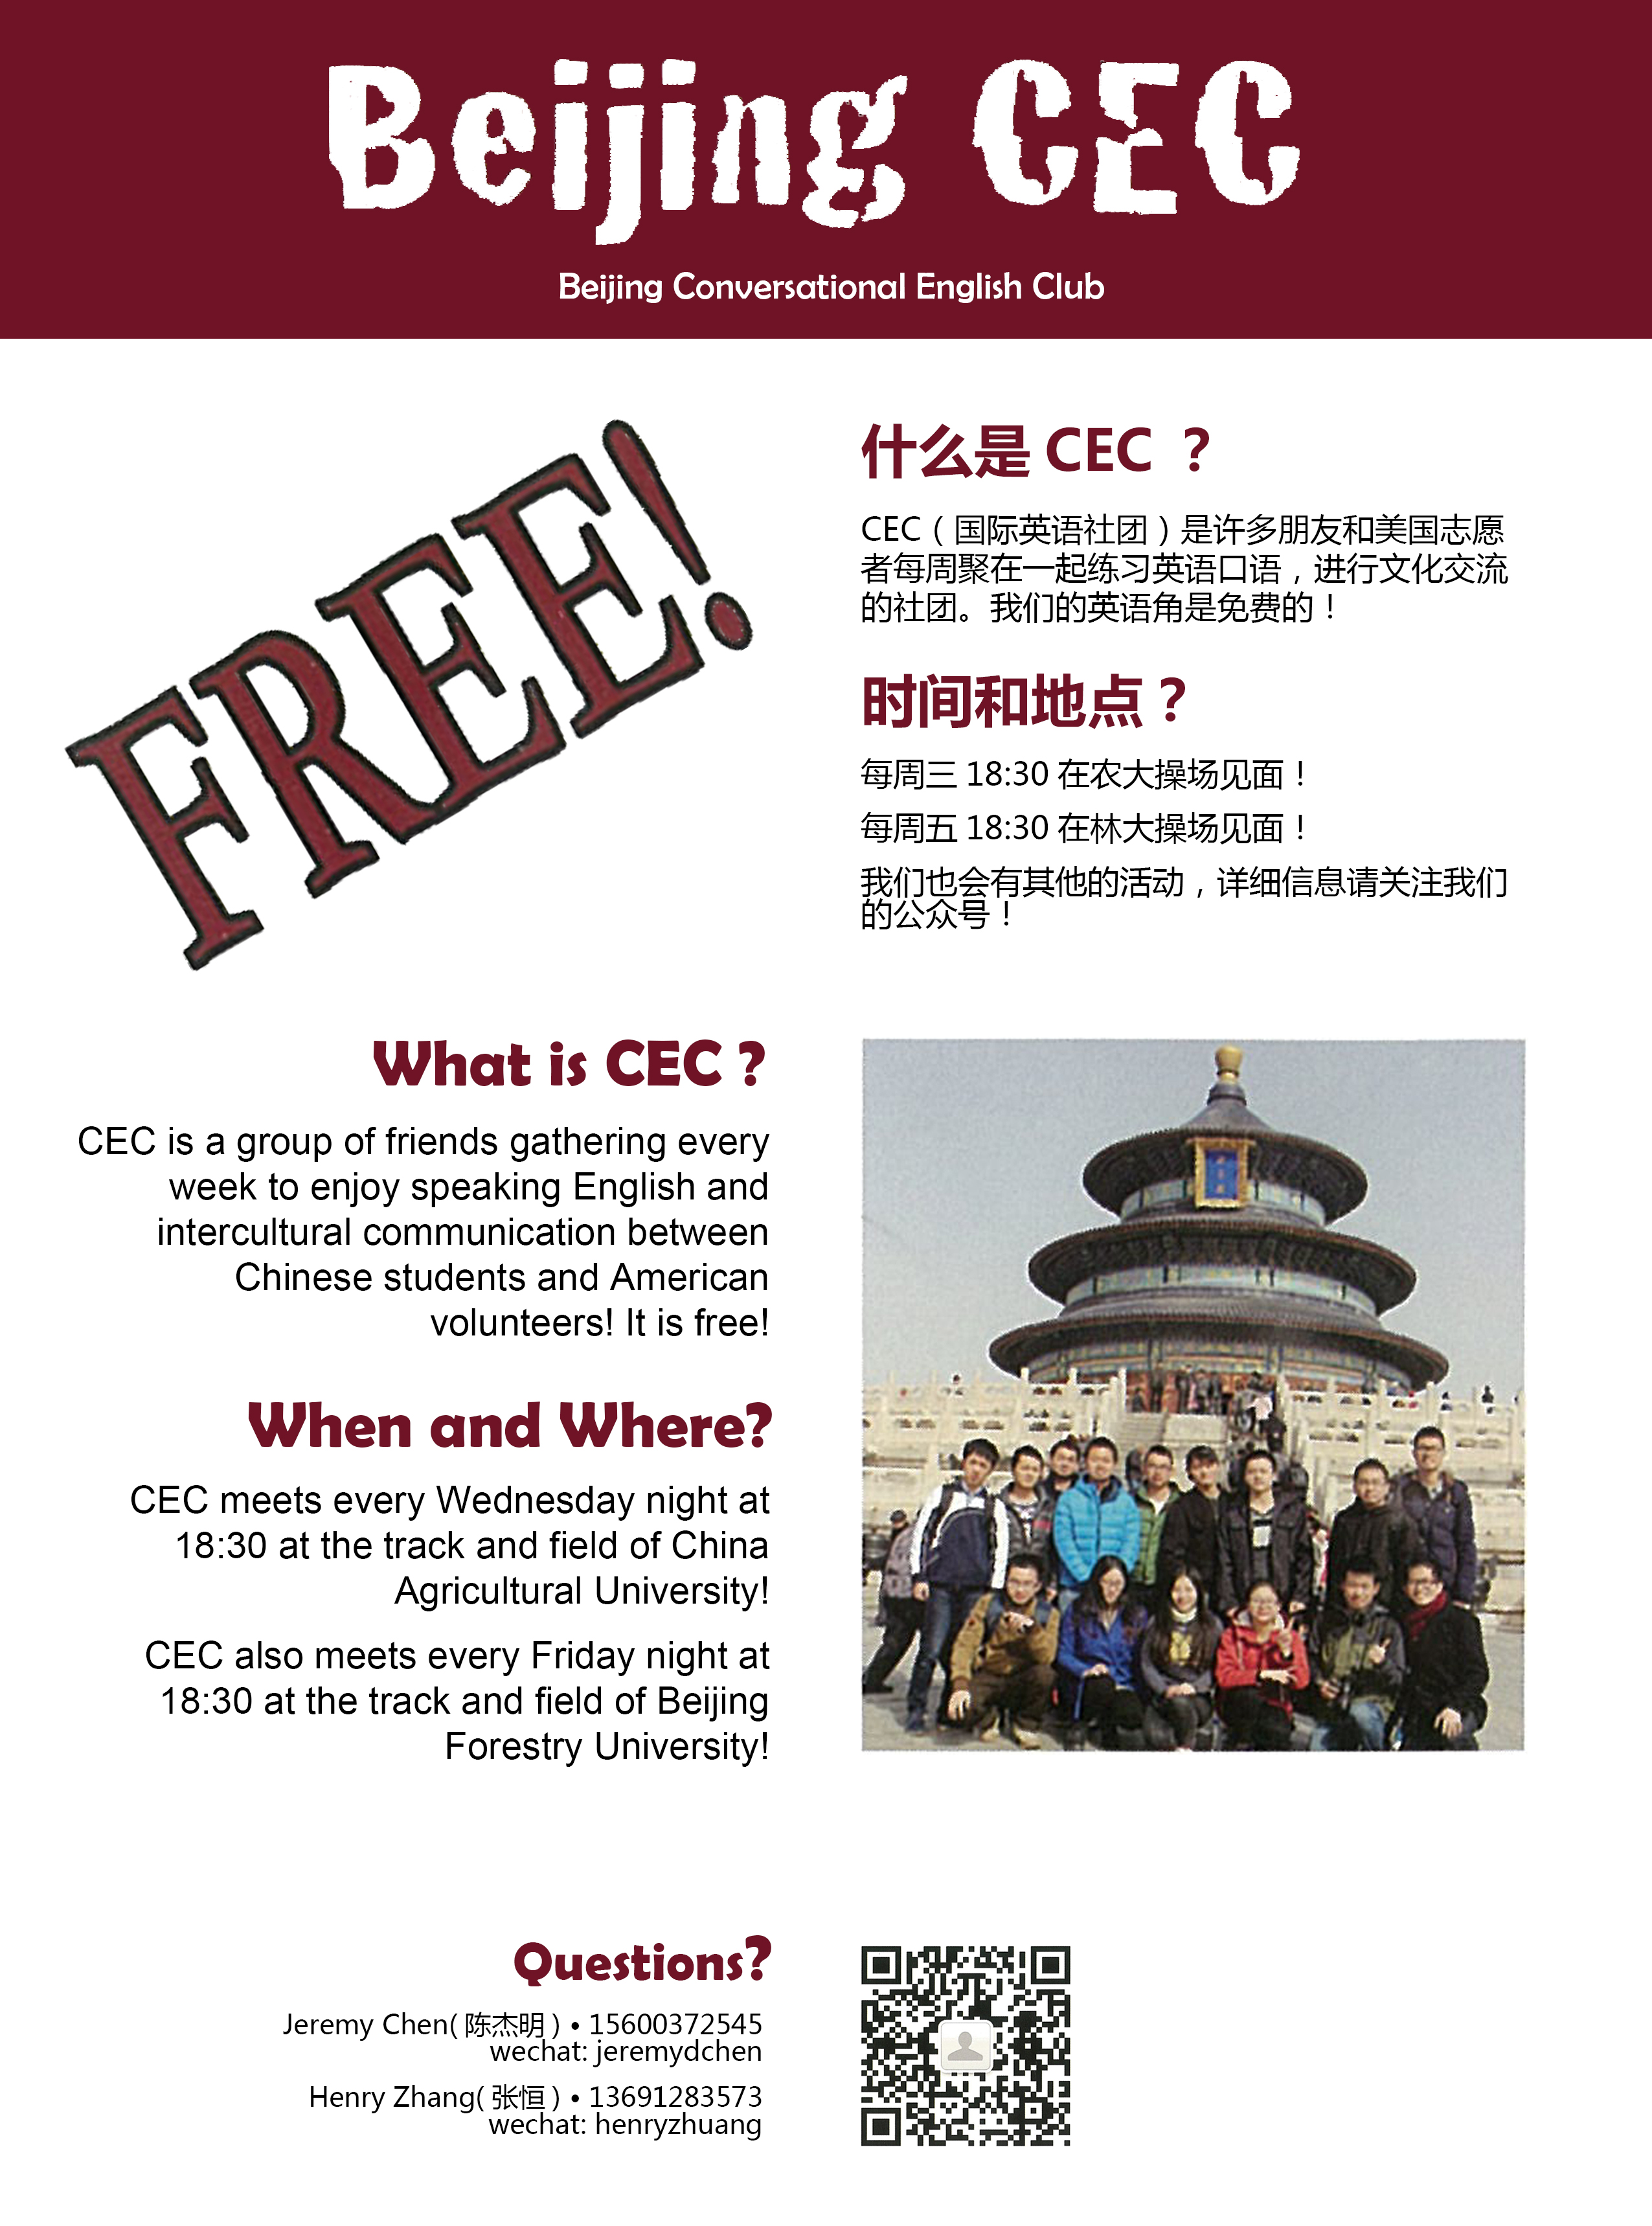 Beijing CEC
Beijing Conversational English Club
FREE!
什么是 CEC ？
CEC（国际英语社团）是许多朋友和美国志愿
者每周聚在一起练习英语口语，进行文化交流
的社团。我们的英语角是免费的！
时间和地点？
每周三 18:30 在农大操场见面！
每周五 18:30 在林大操场见面！
我们也会有其他的活动，详细信息请关注我们
的公众号！
What is CEC ?
CEC is a group of friends gathering every
week to enjoy speaking English and
intercultural communication between
Chinese students and American
volunteers! It is free!
When and Where?
CEC meets every Wednesday night at
18:30 at the track and field of China
Agricultural University!
CEC also meets every Friday night at
18:30 at the track and field of Beijing
Forestry University!
Questions?
Jeremy Chen( 陈杰明 ) • 15600372545
wechat: jeremydchen
Henry Zhang( 张恒 ) • 13691283573
wechat: henryzhuang